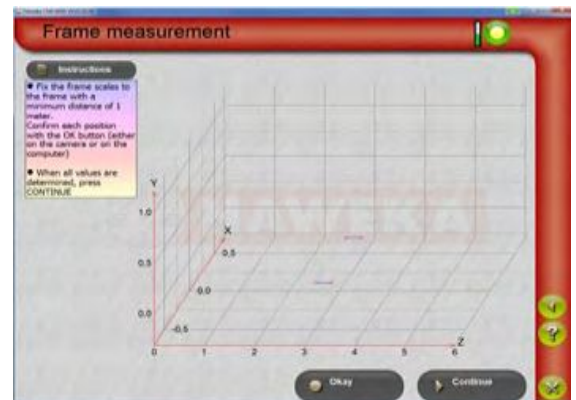 Frame measurement
Instructions
● Fix the frame scales to
the frame with a
minimum distance of 1
meter.
Confirm each position
with the OK button (either
on the camera or on the
computer)
● When all values are
determined, press
CONTINUE
Y
1.0
0.5
0.0
X
0.5
0.0
-0.5
0
1
2
3
4
5
6
Z
HAWEKA
?
Okay
Continue